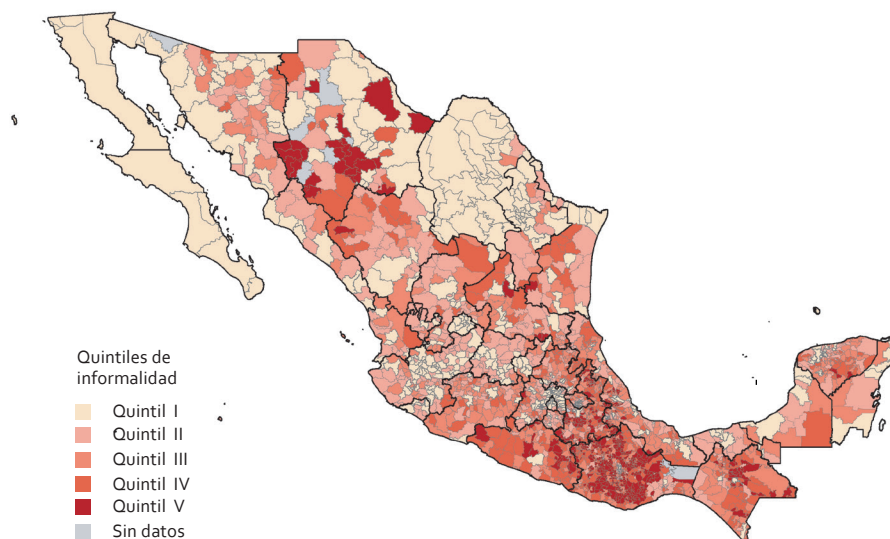 Quintiles de
informalidad
Quintil I
Quintil II
Quintil III
Quintil IV
Quintil V
Sin datos